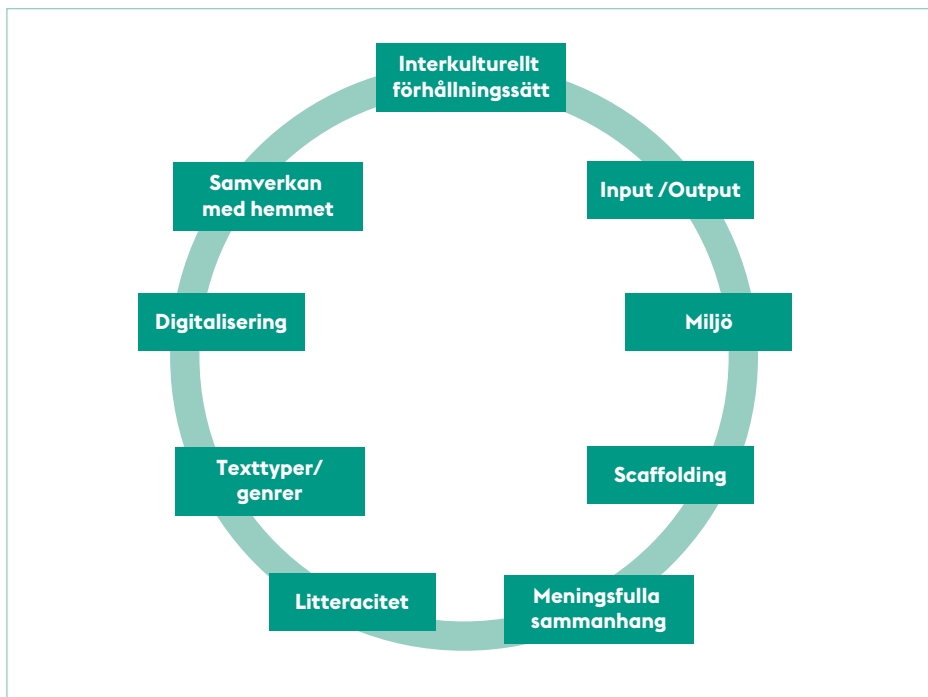 Interkulturellt
förhållningssätt
Input /Output
Miljö
Scaffolding
Meningsfulla
sammanhang
Litteracitet
Texttyper/
genrer
Digitalisering
Samverkan
med hemmet